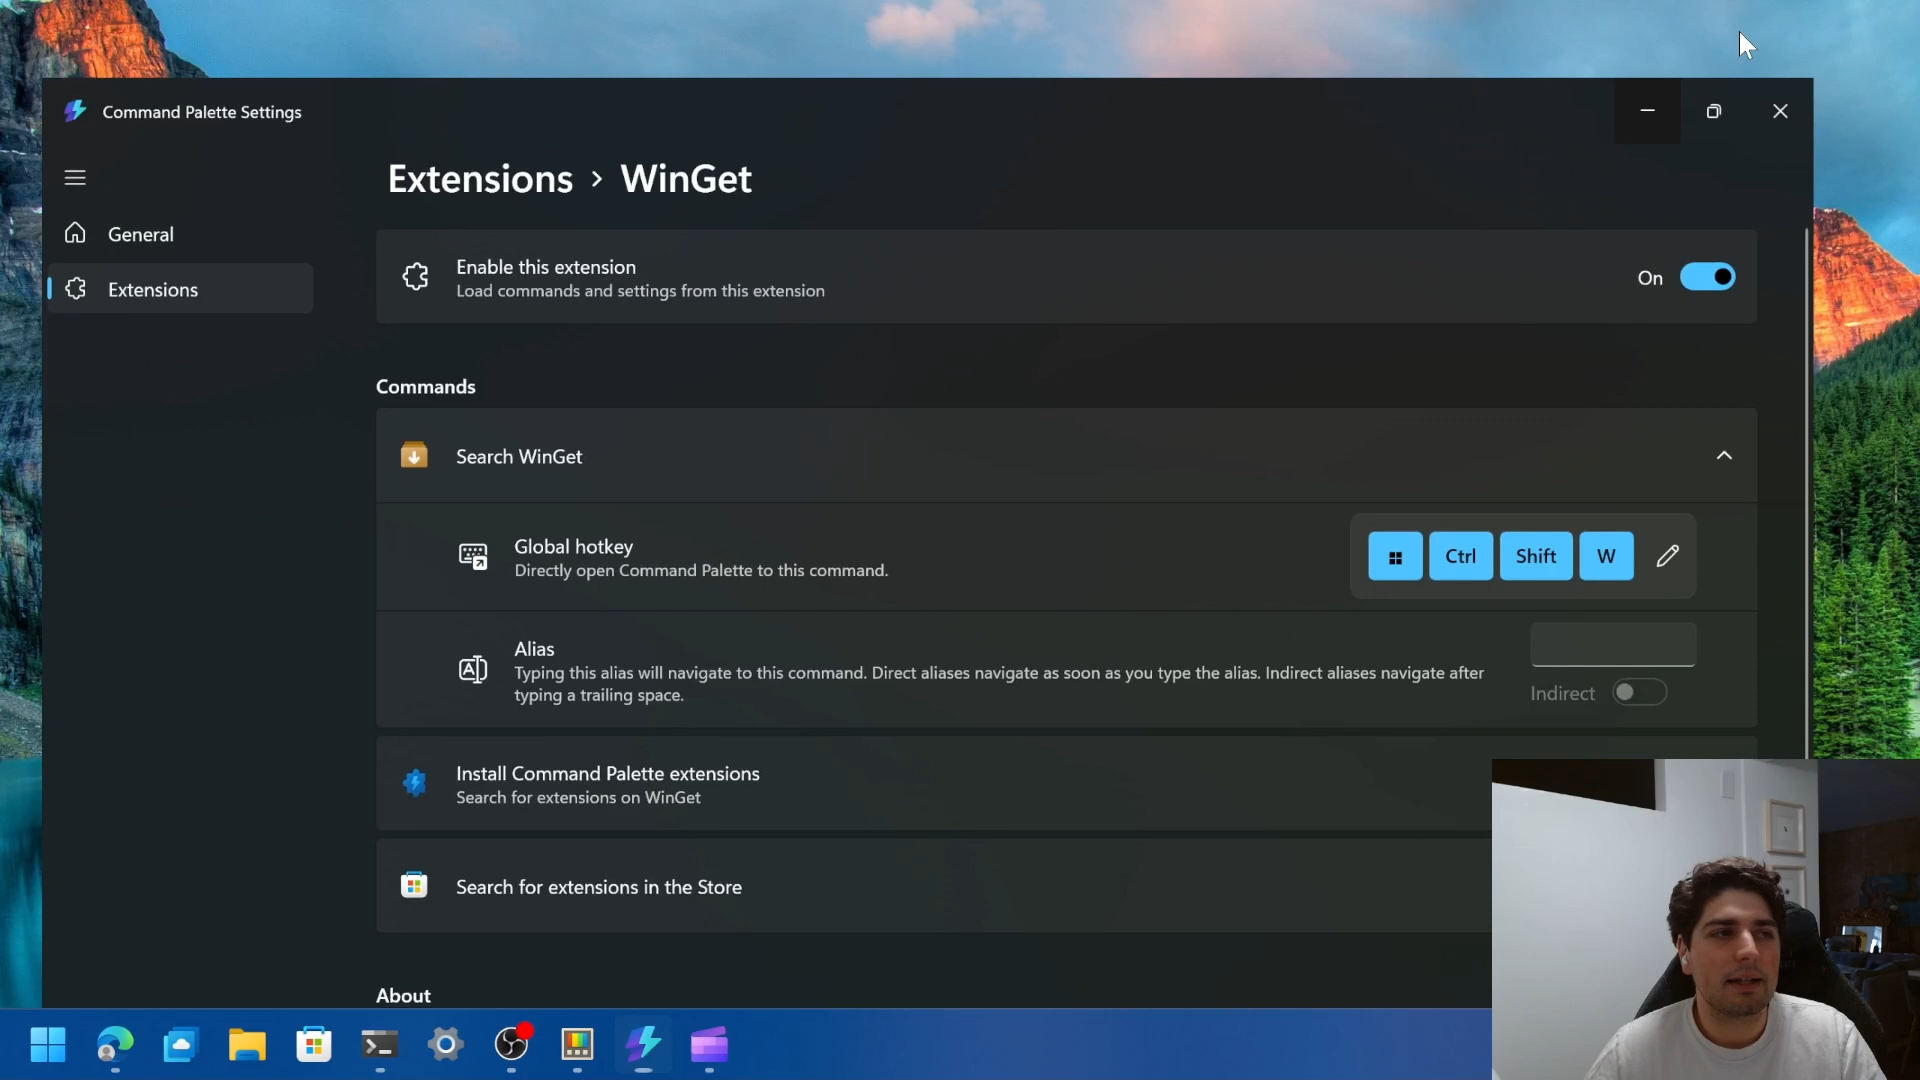 Command Palette Settings
General
Extensions
Extensions > WinGet
Enable this extension
Load commands and settings from this extension
On
Commands
Search WinGet
Global hotkey
Directly open Command Palette to this command.
Ctrl Shift W
Alias
Typing this alias will navigate to this command. Direct aliases navigate as soon as you type the alias. Indirect aliases navigate after
typing a trailing space.
Indirect
Install Command Palette extensions
Search for extensions on WinGet
Search for extensions in the Store
About